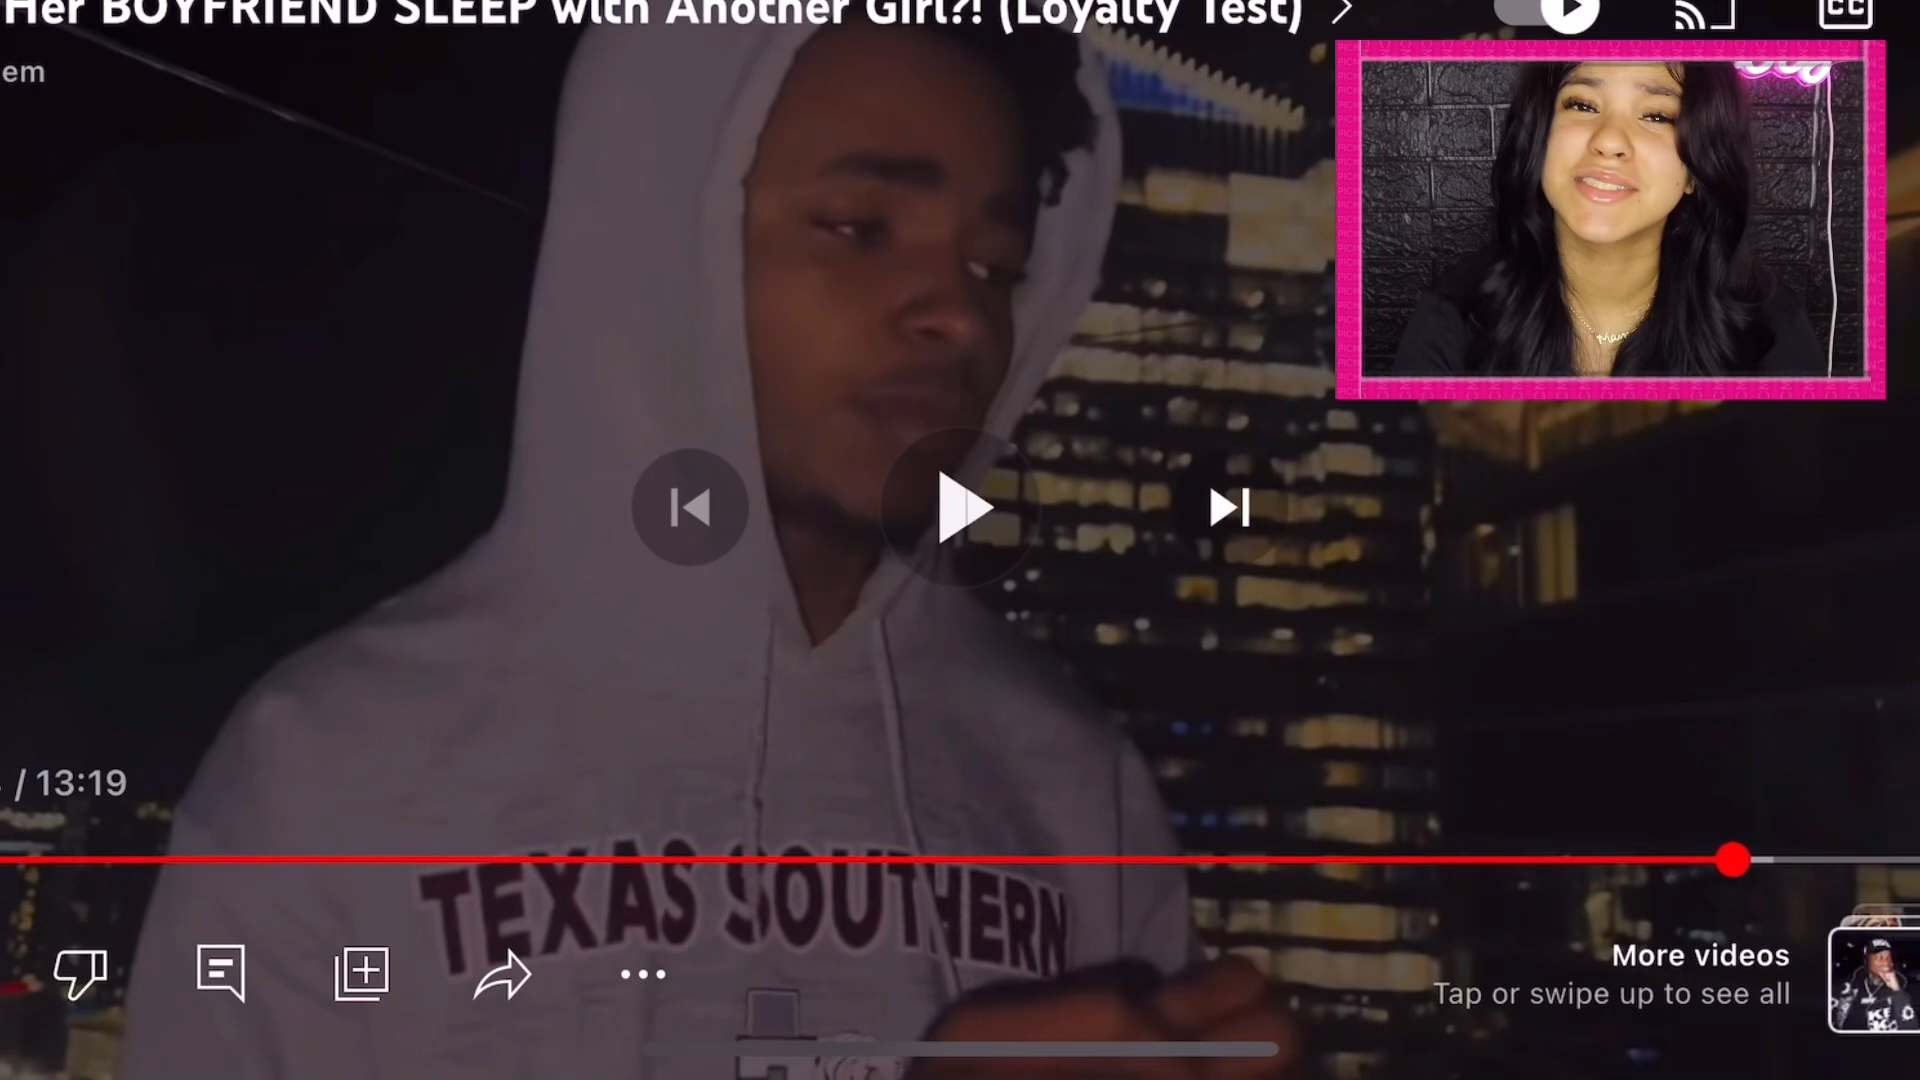 Her BOYFRIEND SLEEP with Another Girl?! (Loyalty Test)
CC
em
/ 13:19
TEXAS SOUTHERN
More videos
Tap or swipe up to see all